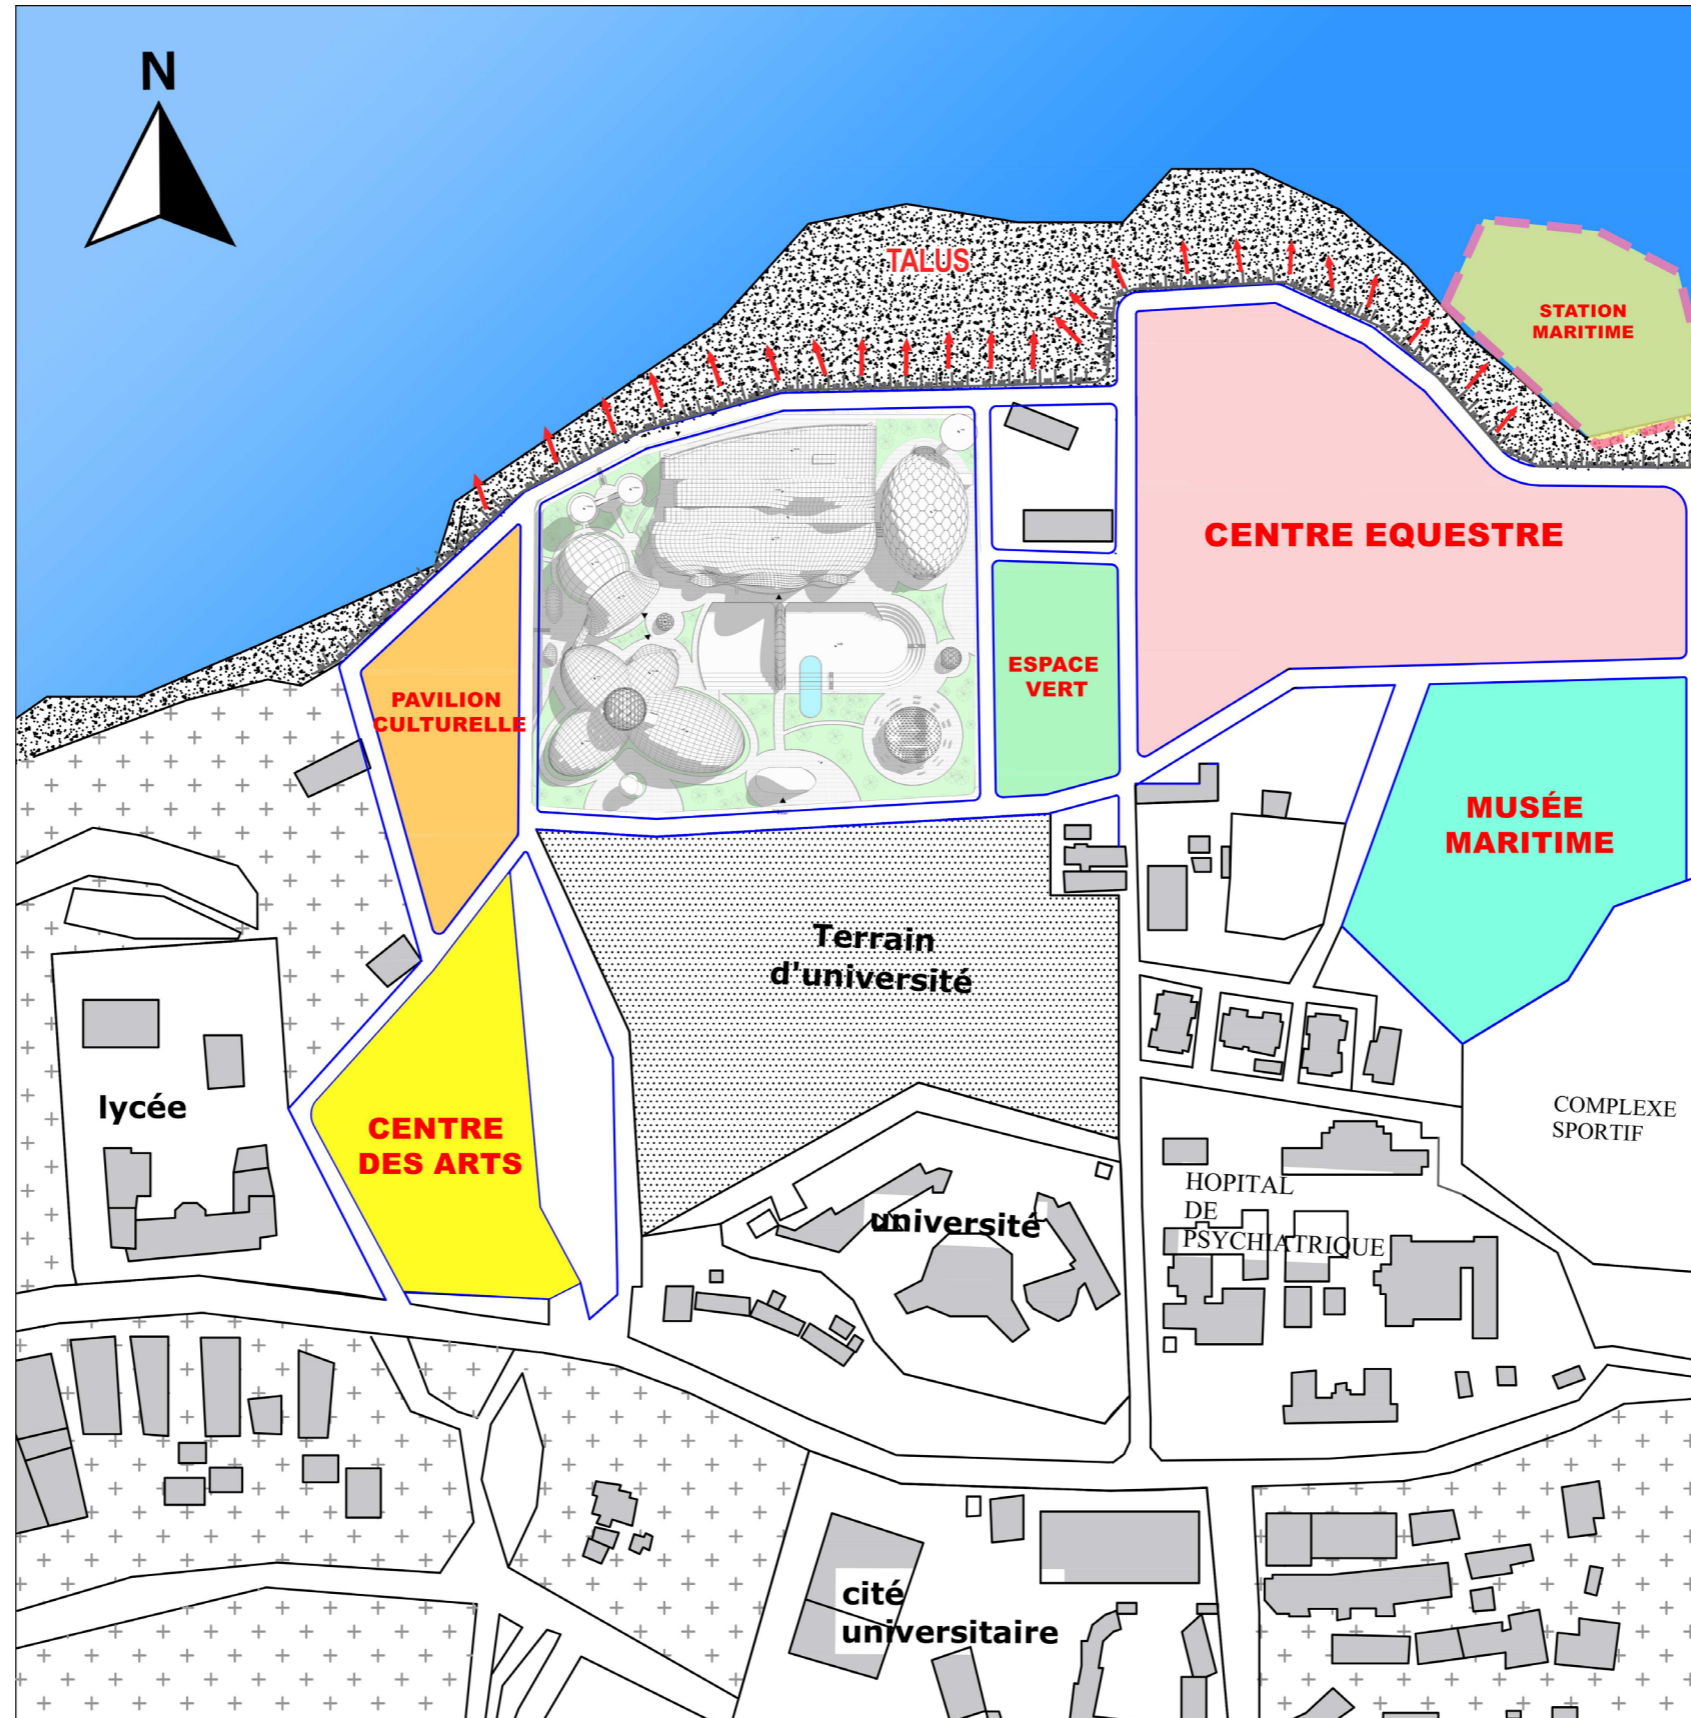 N
TALUS
STATION
MARITIME
CENTRE EQUESTRE
ESPACE
VERT
PAVILION
CULTURELLE
MUSÉE
MARITIME
Terrain
d'université
lycée
CENTRE
DES ARTS
COMPLEXE
SPORTIF
HOPITAL
DE
PSYCHIATRIQUE
université
cité
universitaire